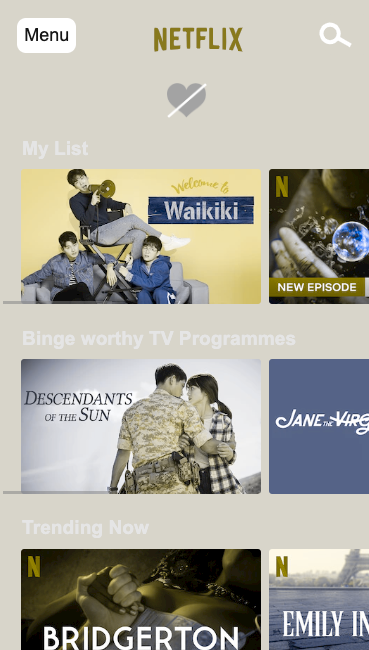 Menu
NETFLIX
My List
Welcome to
Waikiki
N
NEW EPISODE
Binge worthy TV Programmes
DESCENDANTS
OF THE SUN
JANE THE VIRG
Trending Now
N
BRIDGERTON
N
EMILY IN